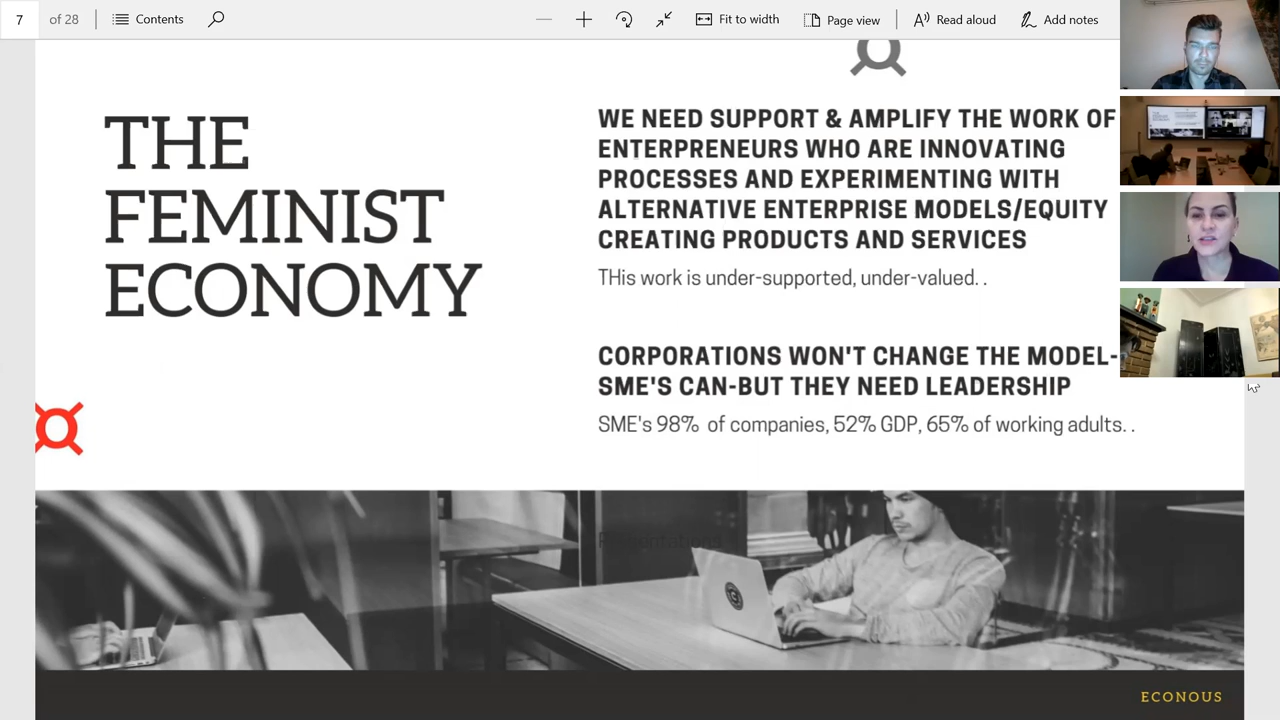 7 of 28 Contents Fit to width Page view Read aloud Add notes
THE
FEMINIST
ECONOMY
WE NEED SUPPORT & AMPLIFY THE WORK OF
ENTERPRENEURS WHO ARE INNOVATING
PROCESSES AND EXPERIMENTING WITH
ALTERNATIVE ENTERPRISE MODELS/EQUITY
CREATING PRODUCTS AND SERVICES
THis work is under-supported, under-valued. .
CORPORATIONS WON'T CHANGE THE MODEL-
SME'S CAN-BUT THEY NEED LEADERSHIP
SME's 98% of companies, 52% GDP, 65% of working adults. .
ECONOUS